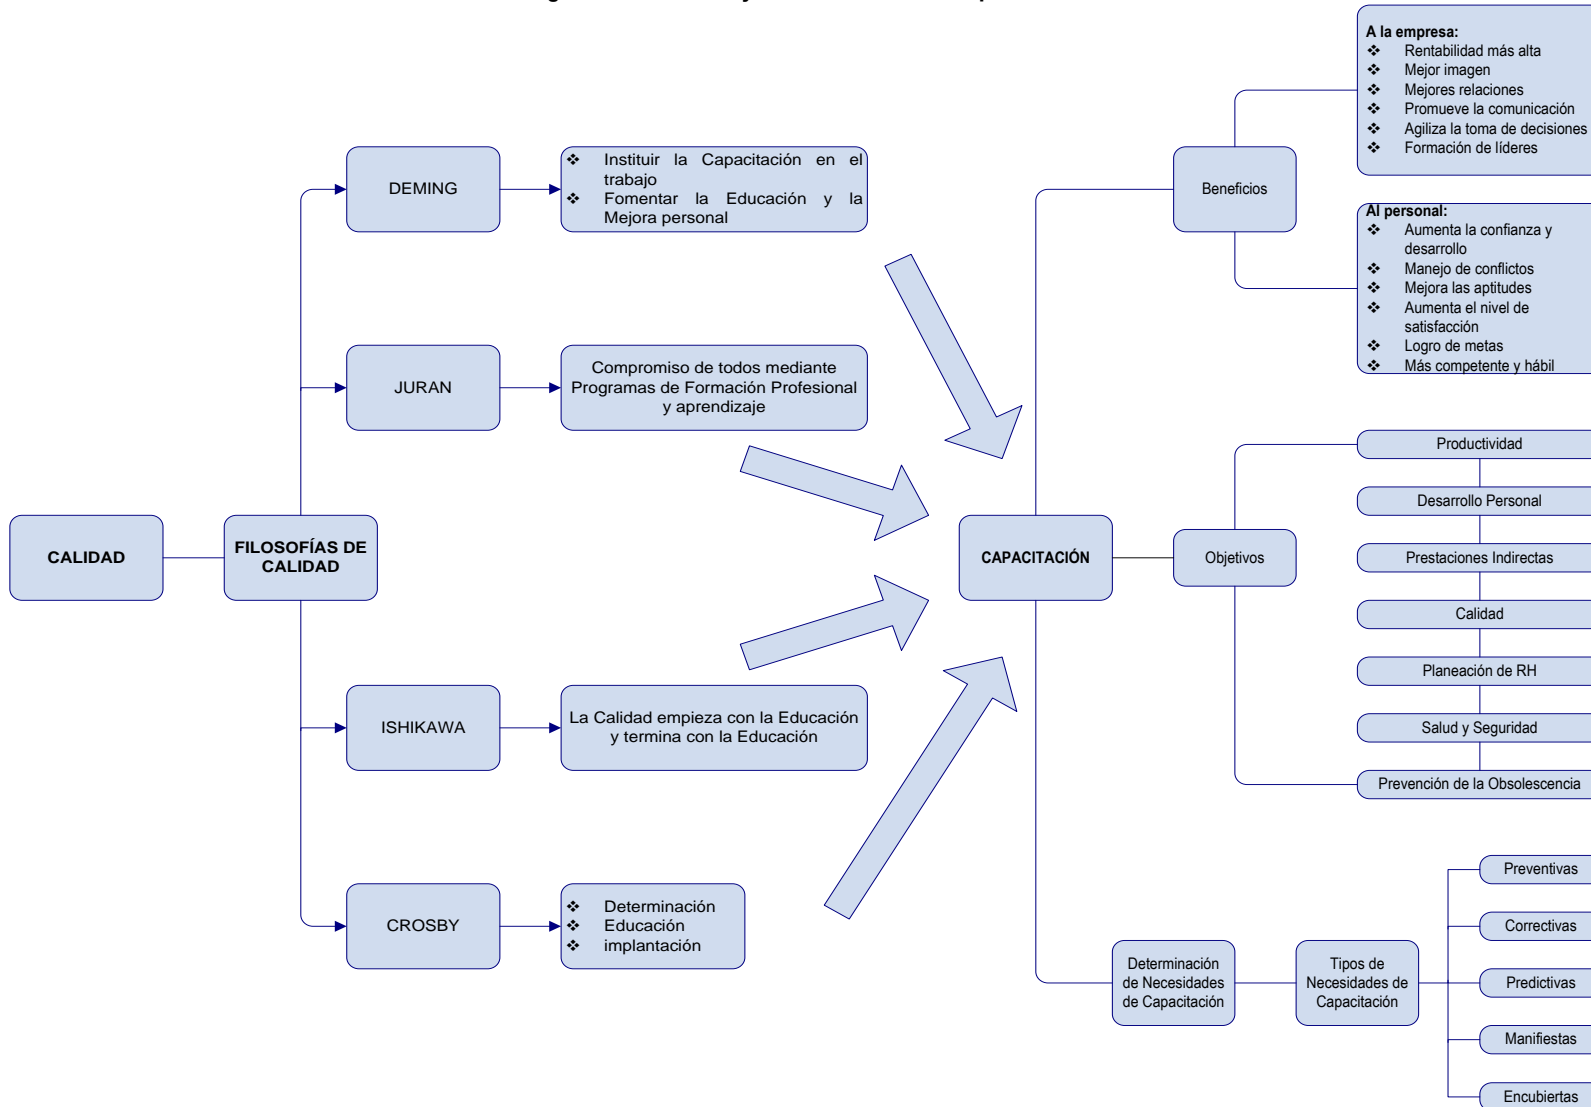 CALIDAD
FILOSOFÍAS DE
CALIDAD
DEMING
❖ Instituir la Capacitación en el
trabajo
❖ Fomentar la Educación y la
Mejora personal
JURAN
Compromiso de todos mediante
Programas de Formación Profesional
y aprendizaje
ISHIKAWA
La Calidad empieza con la Educación
y termina con la Educación
CROSBY
❖ Determinación
❖ Educación
❖ implantación
CAPACITACIÓN
Beneficios
A la empresa:
❖ Rentabilidad más alta
❖ Mejor imagen
❖ Mejores relaciones
❖ Promueve la comunicación
❖ Agiliza la toma de decisiones
❖ Formación de líderes
Al personal:
❖ Aumenta la confianza y
desarrollo
❖ Manejo de conflictos
❖ Mejora las aptitudes
❖ Aumenta el nivel de
satisfacción
❖ Logro de metas
❖ Más competente y hábil
Objetivos
Productividad
Desarrollo Personal
Prestaciones Indirectas
Calidad
Planeación de RH
Salud y Seguridad
Prevención de la Obsolescencia
Determinación
de Necesidades
de Capacitación
Tipos de
Necesidades de
Capacitación
Preventivas
Correctivas
Predictivas
Manifiestas
Encubiertas